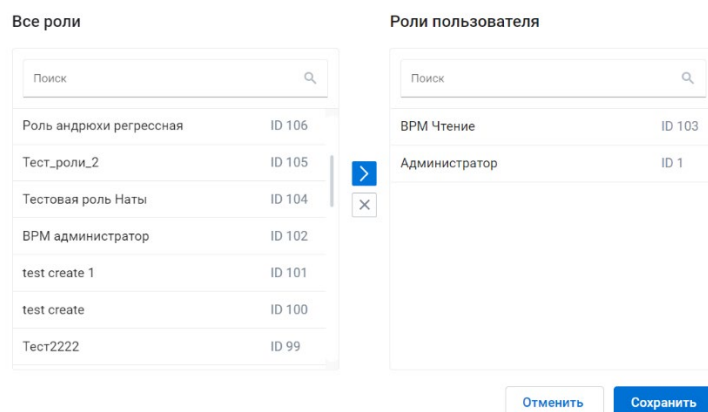 Все роли
Роли пользователя
Поиск
Поиск
Роль андрюхи регрессная ID 106
Тест_роли_2 ID 105
Тестовая роль Наты ID 104
BPM администратор ID 102
test create 1 ID 101
test create ID 100
Тест2222 ID 99
BPM Чтение ID 103
Администратор ID 1
Отменить
Сохранить